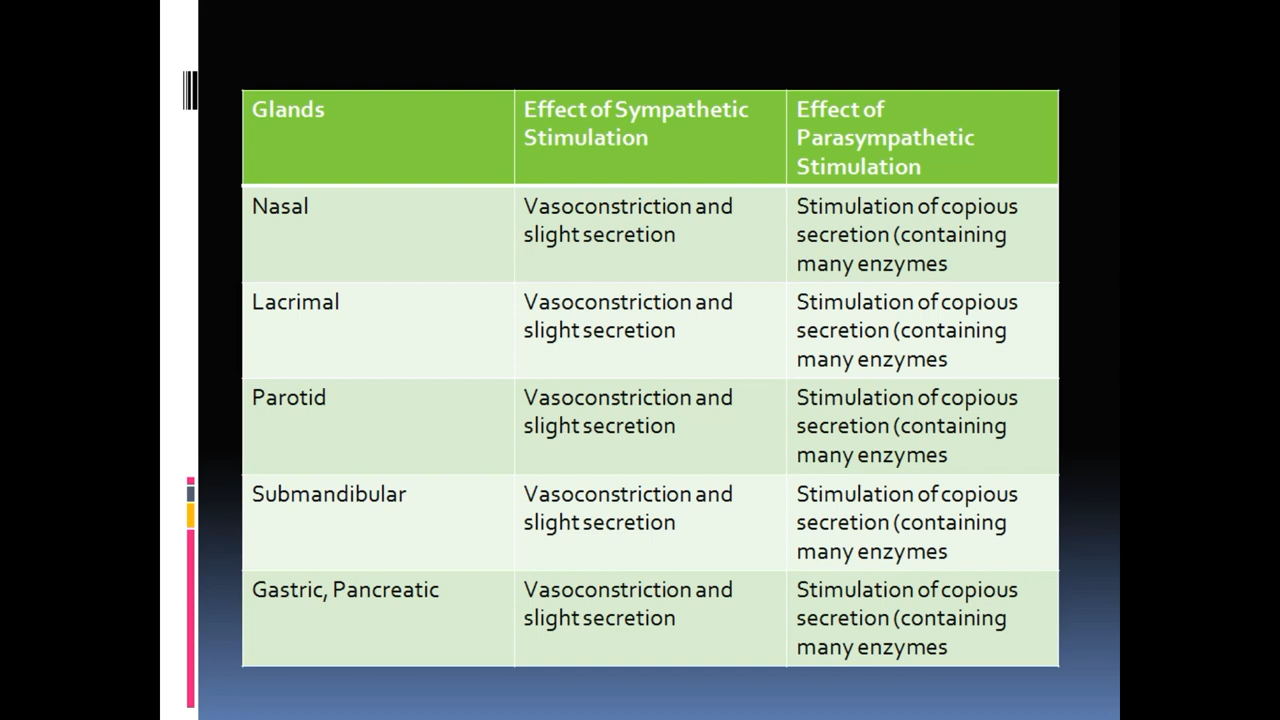 Glands
Effect of Sympathetic
Stimulation
Effect of
Parasympathetic
Stimulation
Nasal
Vasoconstriction and
slight secretion
Stimulation of copious
secretion (containing
many enzymes
Lacrimal
Vasoconstriction and
slight secretion
Stimulation of copious
secretion (containing
many enzymes
Parotid
Vasoconstriction and
slight secretion
Stimulation of copious
secretion (containing
many enzymes
Submandibular
Vasoconstriction and
slight secretion
Stimulation of copious
secretion (containing
many enzymes
Gastric, Pancreatic
Vasoconstriction and
slight secretion
Stimulation of copious
secretion (containing
many enzymes